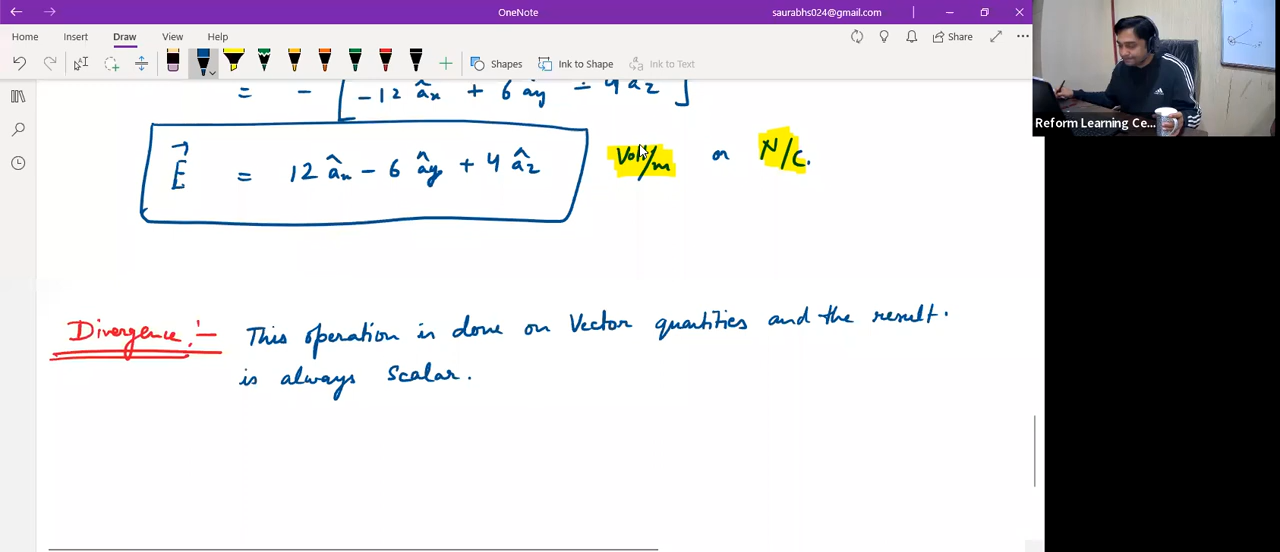 OneNote
saurabhs024@gmail.com
Home Insert Draw View Help
Share
Shapes Ink to Shape Ink to Text
= - [ -12 âx + 6 ây - 4 âz ]
E⃗ = 12 âx - 6 ây + 4 âz Volt/m or N/C.
Divergence :- This operation is done on Vector quantities and the result.
is always Scalar.
Reform Learning Ce...